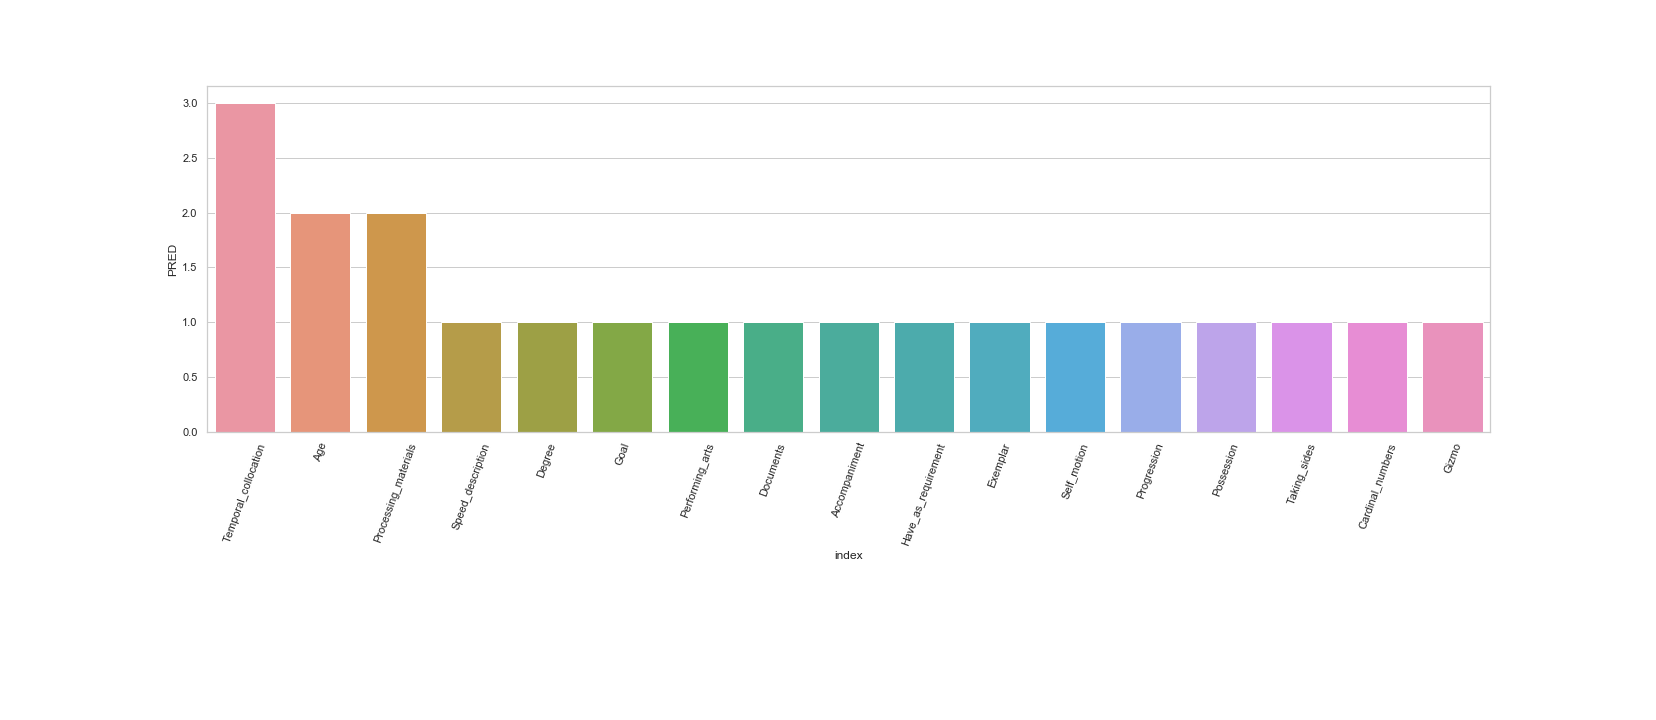 3.0
2.5
2.0
1.5
1.0
0.5
0.0
PRED
Temporal_collocation
Age
Processing_materials
Speed_description
Degree
Goal
Performing_arts
Documents
Accompaniment
Have_as_requirement
Exemplar
Self_motion
Progression
Possession
Taking_sides
Cardinal_numbers
Gizmo
index